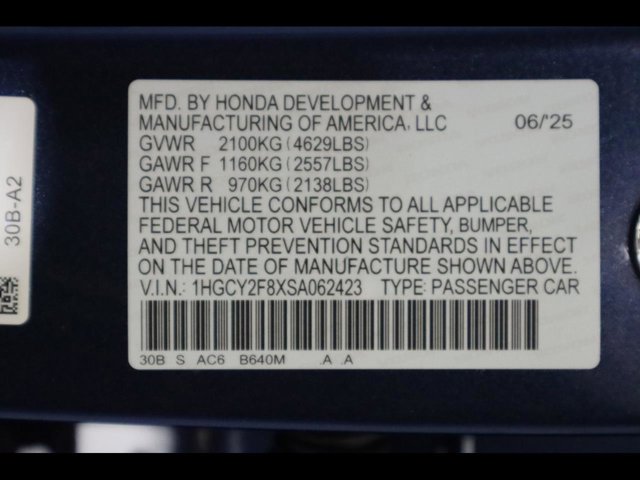 MFD. BY HONDA DEVELOPMENT &
MANUFACTURING OF AMERICA, LLC 06/'25
GVWR 2100KG (4629LBS)
GAWR F 1160KG (2557LBS)
GAWR R 970KG (2138LBS)
THIS VEHICLE CONFORMS TO ALL APPLICABLE
FEDERAL MOTOR VEHICLE SAFETY, BUMPER,
AND THEFT PREVENTION STANDARDS IN EFFECT
ON THE DATE OF MANUFACTURE SHOWN ABOVE.
V.I.N.: 1HGCY2F8XSA062423 TYPE: PASSENGER CAR
30B S AC6 B640M .A .A
30B-A2